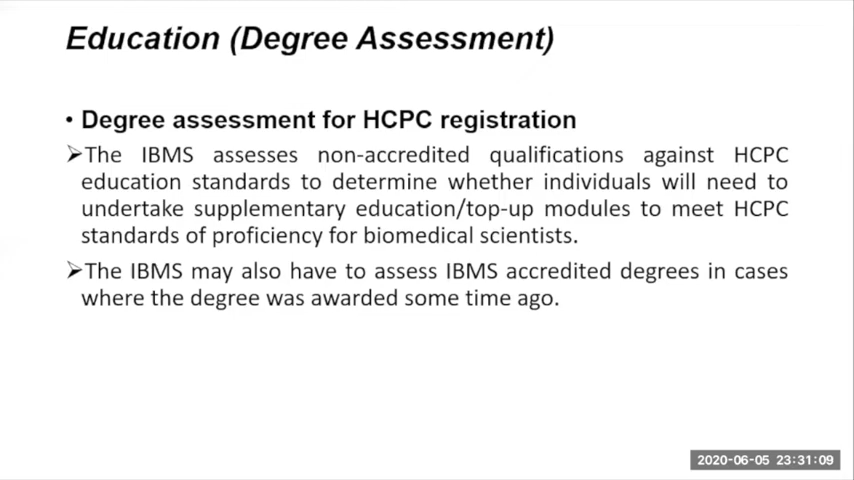 Education (Degree Assessment)
• Degree assessment for HCPC registration
➢The IBMS assesses non-accredited qualifications against HCPC
education standards to determine whether individuals will need to
undertake supplementary education/top-up modules to meet HCPC
standards of proficiency for biomedical scientists.
➢The IBMS may also have to assess IBMS accredited degrees in cases
where the degree was awarded some time ago.
2020-06-05 23:31:09